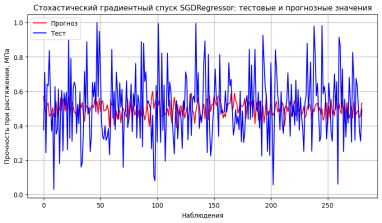 Стохастический градиентный спуск SGDRegressor: тестовые и прогнозные значения
Прогноз
Тест
Прочность при растяжении, МПа
1.0
0.8
0.6
0.4
0.2
0.0
0
50
100
150
200
250
Наблюдения